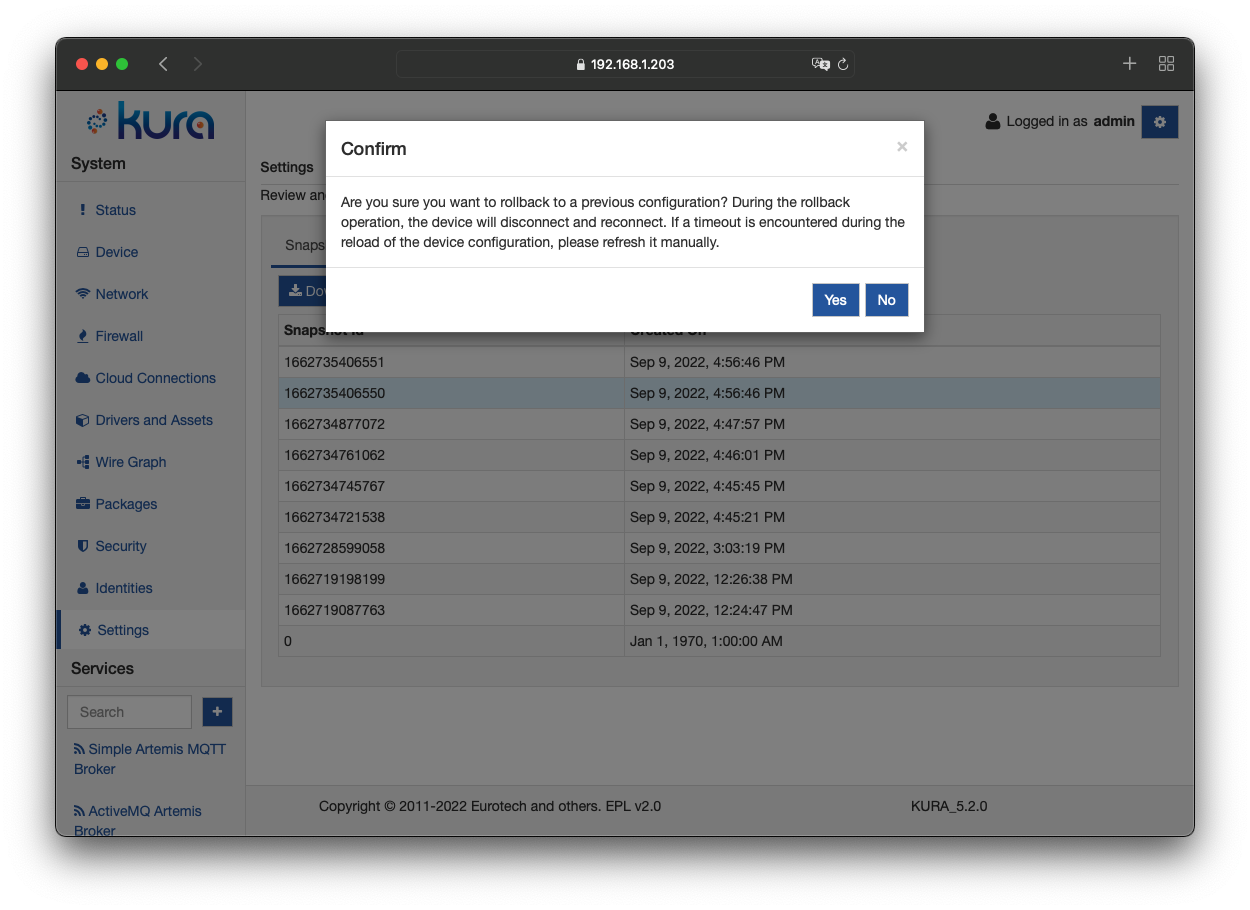 192.168.1.203
kura
Logged in as admin
System
Status
Device
Network
Firewall
Cloud Connections
Drivers and Assets
Wire Graph
Packages
Security
Identities
Settings
Services
Search
Simple Artemis MQTT
Broker
ActiveMQ Artemis
Broker
Settings
Review an
Snaps
Dov
Confirm
×
Are you sure you want to rollback to a previous configuration? During the rollback
operation, the device will disconnect and reconnect. If a timeout is encountered during the
reload of the device configuration, please refresh it manually.
Yes No
Snapshot Id Created On
1662735406551 Sep 9, 2022, 4:56:46 PM
1662735406550 Sep 9, 2022, 4:56:46 PM
1662734877072 Sep 9, 2022, 4:47:57 PM
1662734761062 Sep 9, 2022, 4:46:01 PM
1662734745767 Sep 9, 2022, 4:45:45 PM
1662734721538 Sep 9, 2022, 4:45:21 PM
1662728599058 Sep 9, 2022, 3:03:19 PM
1662719198199 Sep 9, 2022, 12:26:38 PM
1662719087763 Sep 9, 2022, 12:24:47 PM
0 Jan 1, 1970, 1:00:00 AM
Copyright © 2011-2022 Eurotech and others. EPL v2.0
KURA_5.2.0